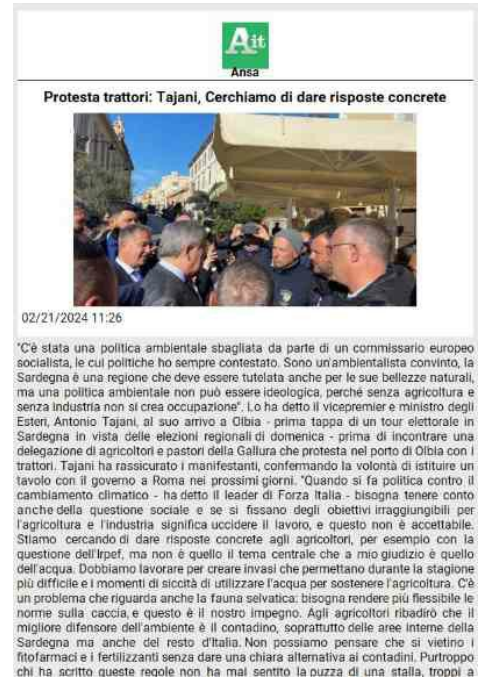 Ait
Ansa
Protesta trattori: Tajani, Cerchiamo di dare risposte concrete
02/21/2024 11:26
"C'è stata una politica ambientale sbagliata da parte di un commissario europeo
socialista, le cui politiche ho sempre contestato. Sono un'ambientalista convinto, la
Sardegna è una regione che deve essere tutelata anche per le sue bellezze naturali,
ma una politica ambientale non può essere ideologica, perché senza agricoltura e
senza industria non si crea occupazione". Lo ha detto il vicepremier e ministro degli
Esteri, Antonio Tajani, al suo arrivo a Olbia - prima tappa di un tour elettorale in
Sardegna in vista delle elezioni regionali di domenica - prima di incontrare una
delegazione di agricoltori e pastori della Gallura che protesta nel porto di Olbia con i
trattori. Tajani ha rassicurato i manifestanti, confermando la volontà di istituire un
tavolo con il governo a Roma nei prossimi giorni. "Quando si fa politica contro il
cambiamento climatico - ha detto il leader di Forza Italia - bisogna tenere conto
anche della questione sociale e se si fissano degli obiettivi irraggiungibili per
l'agricoltura e l'industria significa uccidere il lavoro, e questo non è accettabile.
Stiamo cercando di dare risposte concrete agli agricoltori, per esempio con la
questione dell'Irpef, ma non è quello il tema centrale che a mio giudizio è quello
dell'acqua. Dobbiamo lavorare per creare invasi che permettano durante la stagione
più difficile e i momenti di siccità di utilizzare l'acqua per sostenere l'agricoltura. C'è
un problema che riguarda anche la fauna selvatica: bisogna rendere più flessibile le
norme sulla caccia, e questo è il nostro impegno. Agli agricoltori ribadirò che il
migliore difensore dell'ambiente è il contadino, soprattutto delle aree interne della
Sardegna ma anche del resto d'Italia. Non possiamo pensare che si vietino i
fitofarmaci e i fertilizzanti senza dare una chiara alternativa ai contadini. Purtroppo
chi ha scritto queste regole non ha mai sentito la puzza di una stalla, troppi a